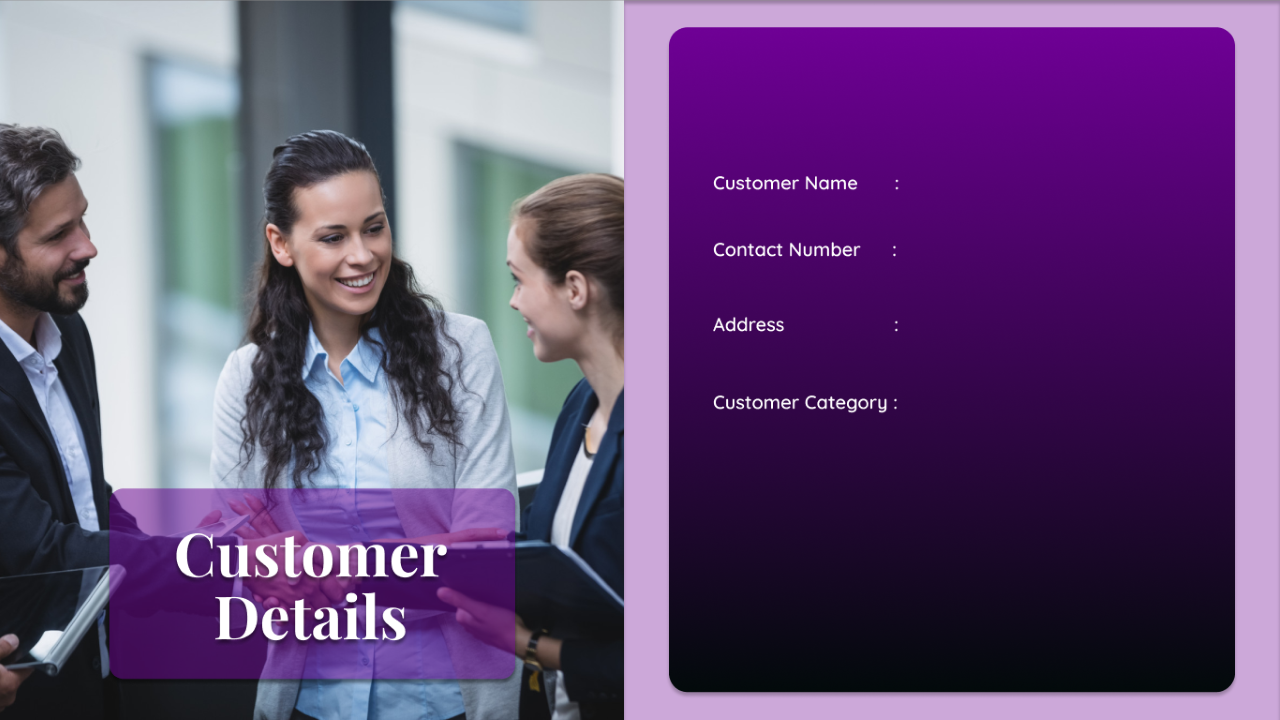 Customer
Details
Customer Name :
Contact Number :
Address :
Customer Category :